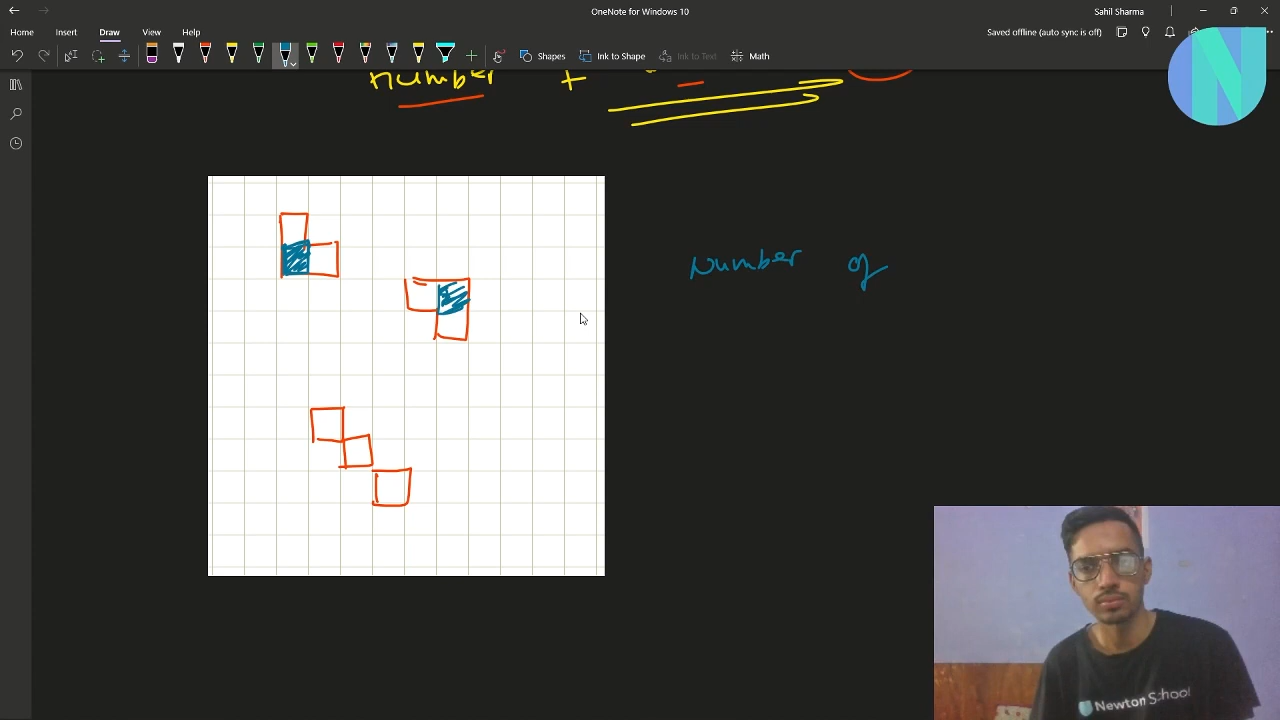 OneNote for Windows 10
Sahil Sharma
Home Insert Draw View Help
Saved offline (auto sync is off)
Shapes Ink to Shape Ink to Text Math
number +
Number of
Newton School